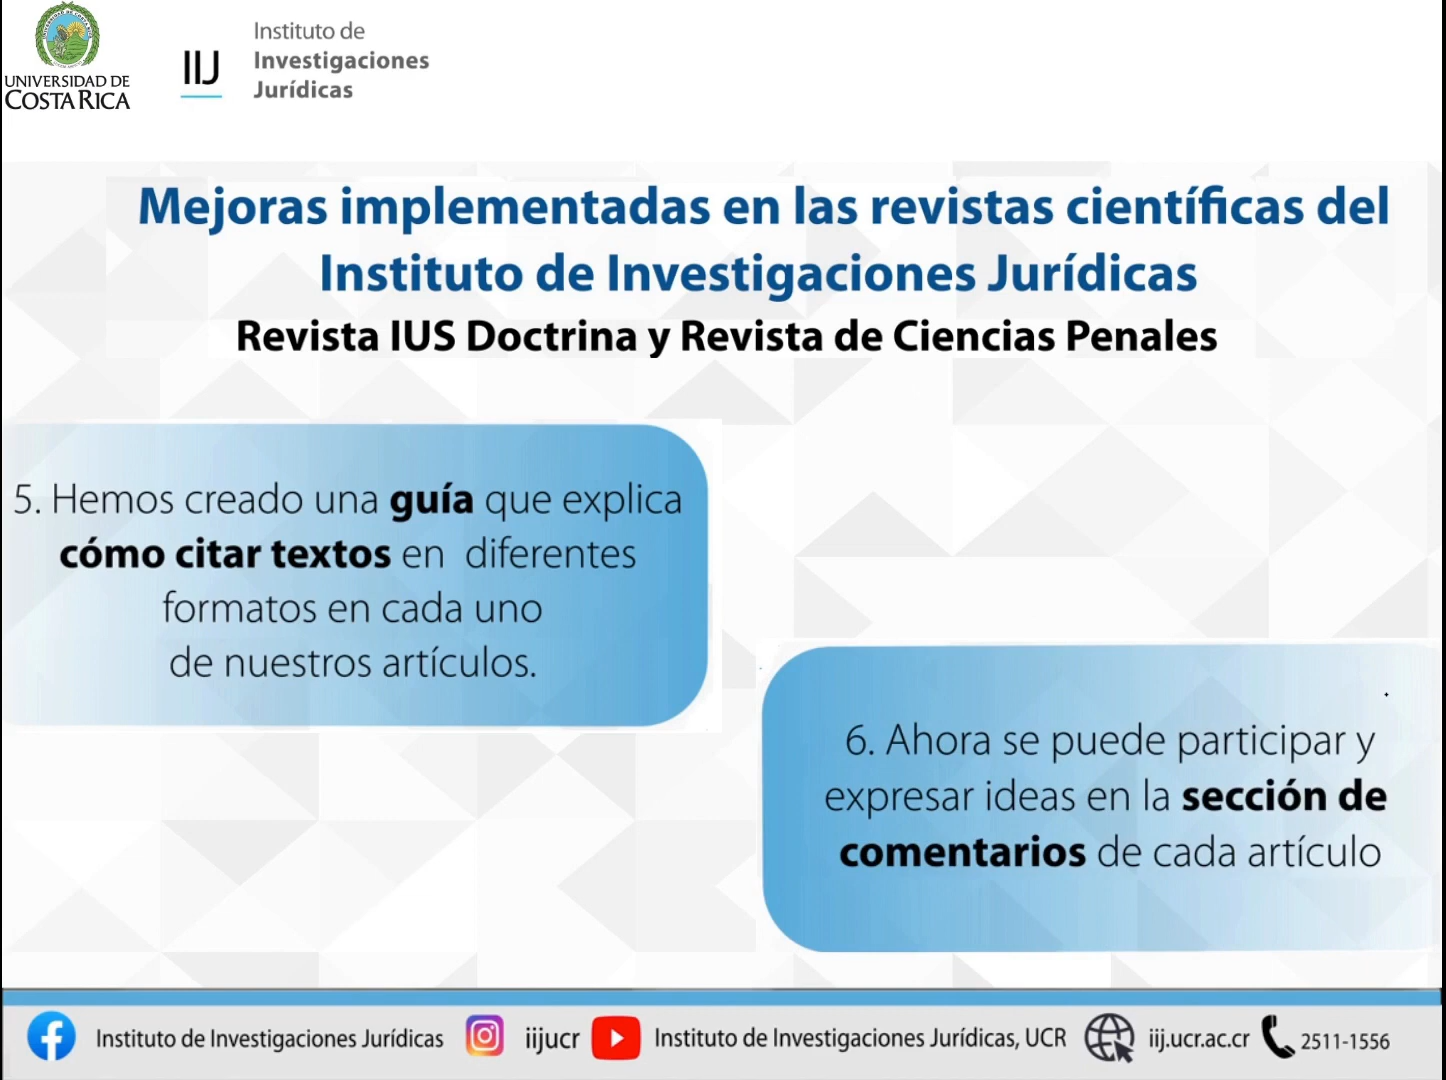 UNIVERSIDAD DE
COSTA RICA
IIJ
Instituto de
Investigaciones
Jurídicas
Mejoras implementadas en las revistas científicas del
Instituto de Investigaciones Jurídicas
Revista IUS Doctrina y Revista de Ciencias Penales
5. Hemos creado una guía que explica
cómo citar textos en diferentes
formatos en cada uno
de nuestros artículos.
6. Ahora se puede participar y
expresar ideas en la sección de
comentarios de cada artículo
Instituto de Investigaciones Jurídicas iijucr Instituto de Investigaciones Jurídicas, UCR iij.ucr.ac.cr 2511-1556